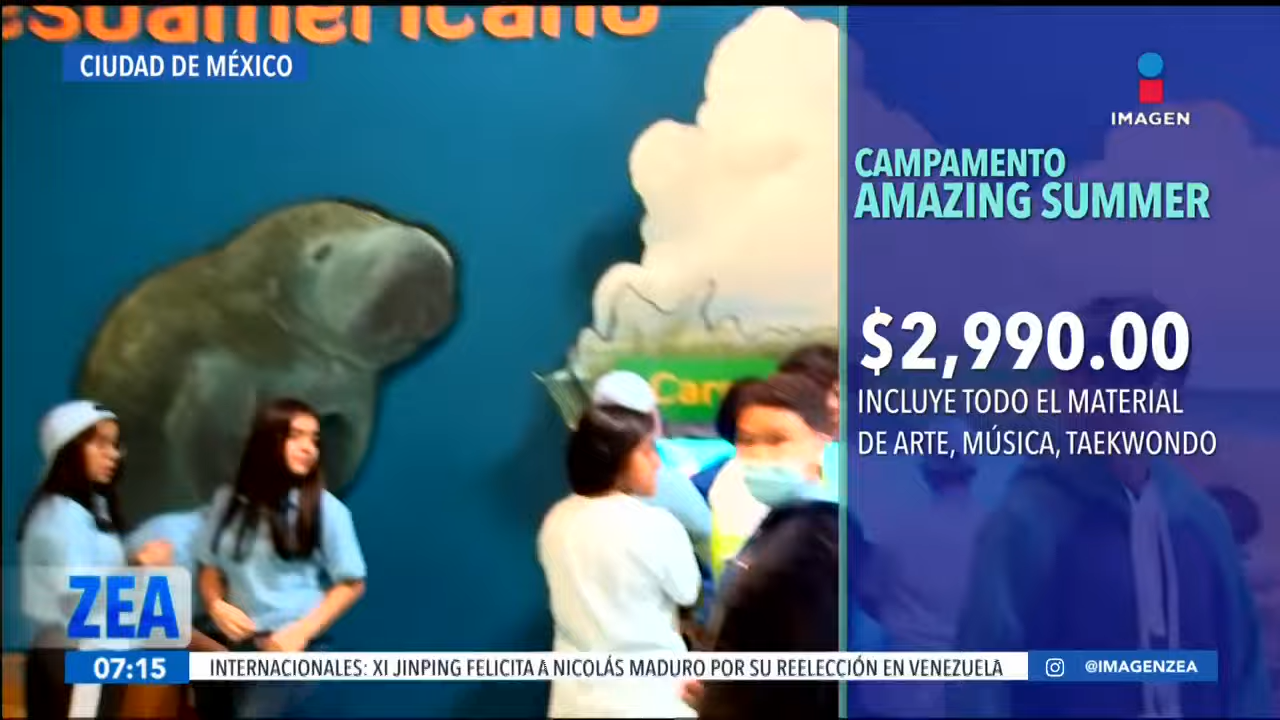 esoamericano
CIUDAD DE MÉXICO
IMAGEN
CAMPAMENTO
AMAZING SUMMER
$2,990.00
INCLUYE TODO EL MATERIAL
DE ARTE, MÚSICA, TAEKWONDO
ZEA
07:15
INTERNACIONALES: XI JINPING FELICITA A NICOLÁS MADURO POR SU REELECCIÓN EN VENEZUELA
@IMAGENZEA